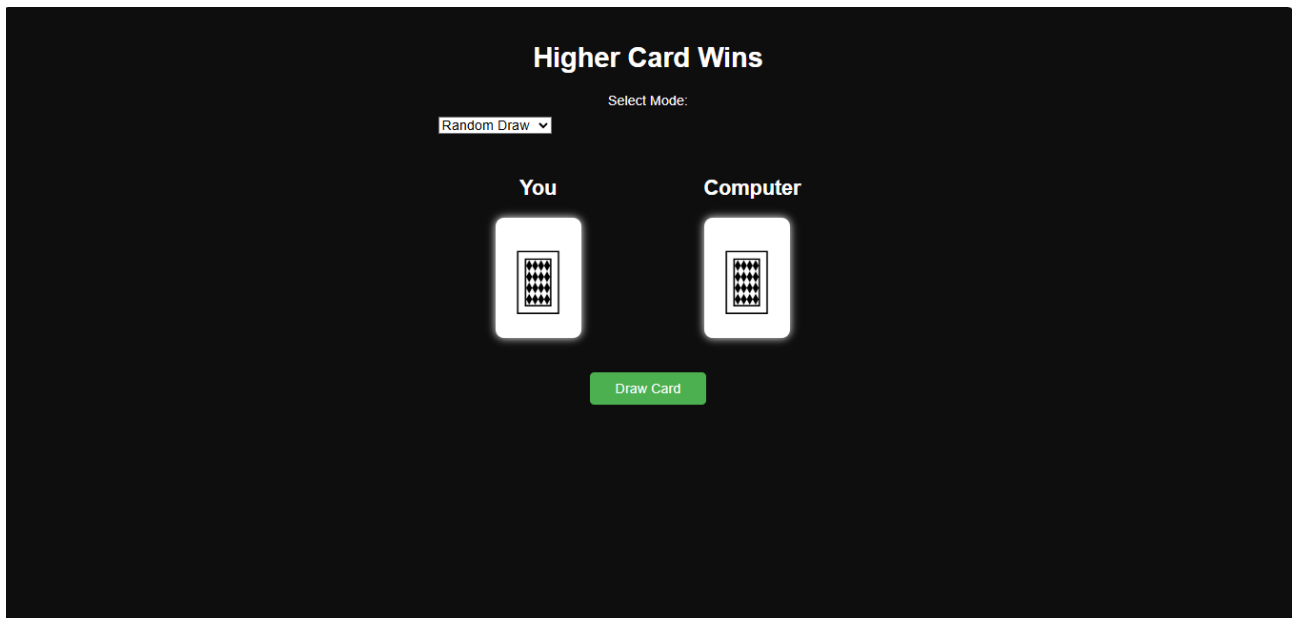 Higher Card Wins
Select Mode:
Random Draw
You Computer
Draw Card